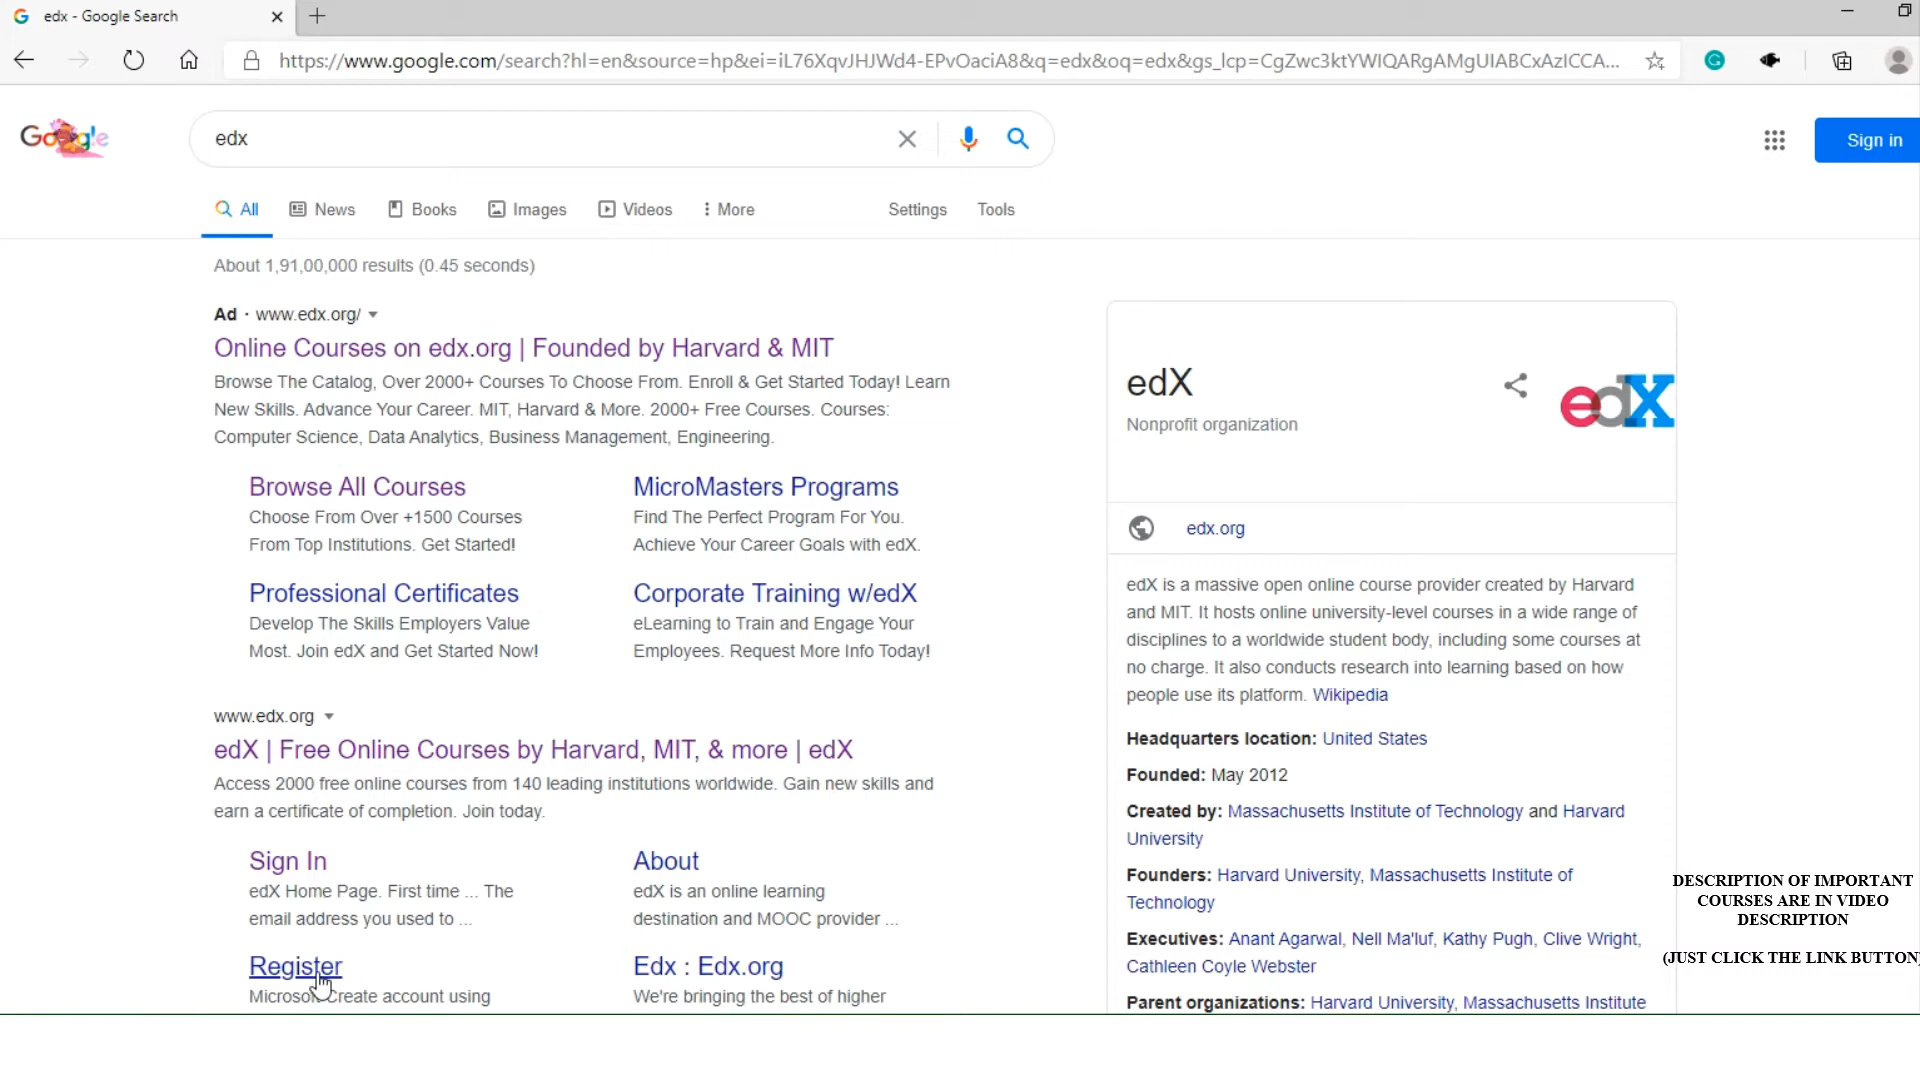 edx - Google Search
https://www.google.com/search?hl=en&source=hp&ei=iL76XqvJHJWd4-EPvOaciA8&q=edx&oq=edx&gs_lcp=CgZwc3ktYWIQARgAMgUIABCxAzICCA...
Google
edx
Sign in
All News Books Images Videos More Settings Tools
About 1,91,00,000 results (0.45 seconds)
Ad · www.edx.org/
Online Courses on edx.org | Founded by Harvard & MIT
Browse The Catalog, Over 2000+ Courses To Choose From. Enroll & Get Started Today! Learn
New Skills. Advance Your Career. MIT, Harvard & More. 2000+ Free Courses. Courses:
Computer Science, Data Analytics, Business Management, Engineering.
Browse All Courses
Choose From Over +1500 Courses
From Top Institutions. Get Started!
MicroMasters Programs
Find The Perfect Program For You.
Achieve Your Career Goals with edX.
Professional Certificates
Develop The Skills Employers Value
Most. Join edX and Get Started Now!
Corporate Training w/edX
eLearning to Train and Engage Your
Employees. Request More Info Today!
www.edx.org
edX | Free Online Courses by Harvard, MIT, & more | edX
Access 2000 free online courses from 140 leading institutions worldwide. Gain new skills and
earn a certificate of completion. Join today.
Sign In
edX Home Page. First time ... The
email address you used to ...
About
edX is an online learning
destination and MOOC provider ...
Register
Microsoft Create account using
Edx : Edx.org
We're bringing the best of higher
edX
Nonprofit organization
edX
edx.org
edX is a massive open online course provider created by Harvard
and MIT. It hosts online university-level courses in a wide range of
disciplines to a worldwide student body, including some courses at
no charge. It also conducts research into learning based on how
people use its platform. Wikipedia
Headquarters location: United States
Founded: May 2012
Created by: Massachusetts Institute of Technology and Harvard
University
Founders: Harvard University, Massachusetts Institute of
Technology
Executives: Anant Agarwal, Nell Ma'luf, Kathy Pugh, Clive Wright,
Cathleen Coyle Webster
Parent organizations: Harvard University, Massachusetts Institute
DESCRIPTION OF IMPORTANT
COURSES ARE IN VIDEO
DESCRIPTION
(JUST CLICK THE LINK BUTTON)